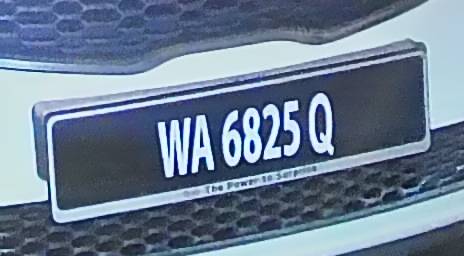 WA 6825 Q
The Power to Surprise